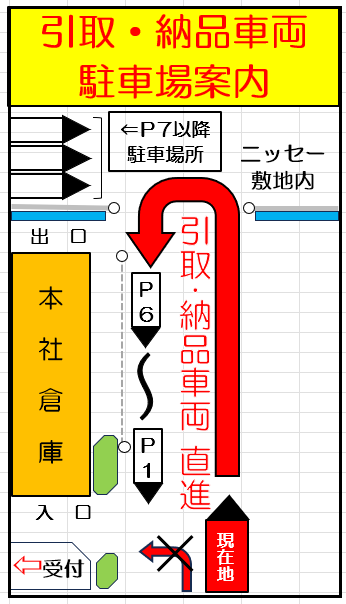 引取・納品車両
駐車場案内
⇐P7以降
駐車場所
ニッセー
敷地内
出 口
引取・納品車両 直進
本社倉庫
P6
P1
入 口
現在地
受付